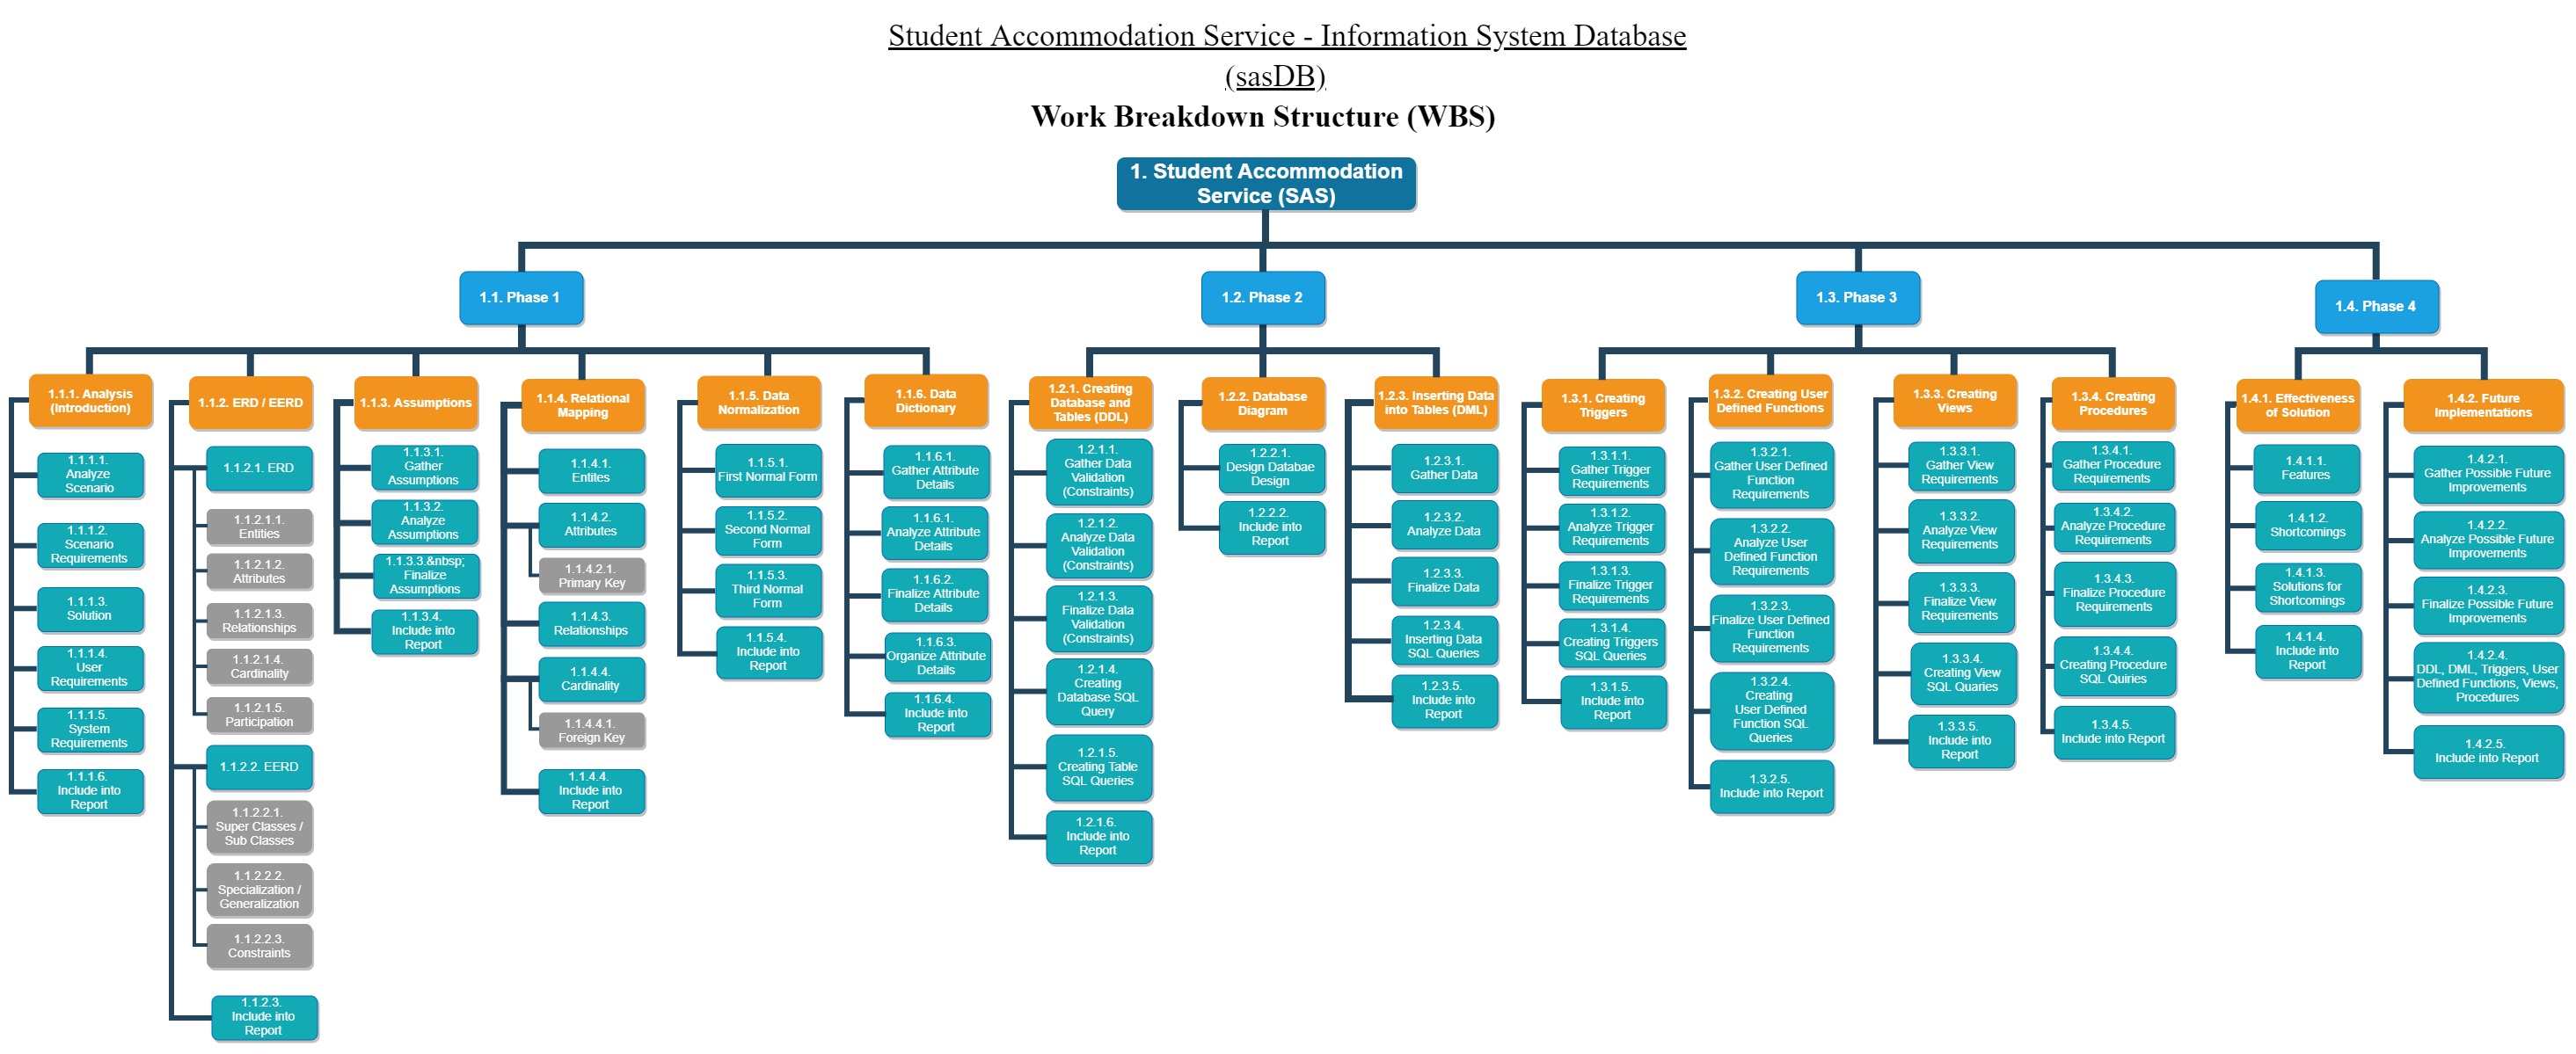 Student Accommodation Service - Information System Database
(sasDB)
Work Breakdown Structure (WBS)
1. Student Accommodation
Service (SAS)
1.1. Phase 1
1.1.1. Analysis
(Introduction)
1.1.1.1.
Analyze
Scenario
1.1.1.2.
Scenario
Requirements
1.1.1.3.
Solution
1.1.1.4.
User
Requirements
1.1.1.5.
System
Requirements
1.1.1.6.
Include into
Report
1.1.2. ERD / EERD
1.1.2.1. ERD
1.1.2.1.1.
Entities
1.1.2.1.2.
Attributes
1.1.2.1.3.
Relationships
1.1.2.1.4.
Cardinality
1.1.2.1.5.
Participation
1.1.2.2. EERD
1.1.2.2.1.
Super Classes /
Sub Classes
1.1.2.2.2.
Specialization /
Generalization
1.1.2.2.3.
Constraints
1.1.2.3.
Include into
Report
1.1.3. Assumptions
1.1.3.1.
Gather
Assumptions
1.1.3.2.
Analyze
Assumptions
1.1.3.3.&nbsp;
Finalize
Assumptions
1.1.3.4.
Include into
Report
1.1.4. Relational
Mapping
1.1.4.1.
Entites
1.1.4.2.
Attributes
1.1.4.2.1.
Primary Key
1.1.4.3.
Relationships
1.1.4.4.
Cardinality
1.1.4.4.1.
Foreign Key
1.1.4.4.
Include into
Report
1.1.5. Data
Normalization
1.1.5.1.
First Normal Form
1.1.5.2.
Second Normal
Form
1.1.5.3.
Third Normal
Form
1.1.5.4.
Include into
Report
1.1.6. Data
Dictionary
1.1.6.1.
Gather Attribute
Details
1.1.6.1.
Analyze Attribute
Details
1.1.6.2.
Finalize Attribute
Details
1.1.6.3.
Organize Attribute
Details
1.1.6.4.
Include into
Report
1.2. Phase 2
1.2.1. Creating
Database and
Tables (DDL)
1.2.1.1.
Gather Data
Validation
(Constraints)
1.2.1.2.
Analyze Data
Validation
(Constraints)
1.2.1.3.
Finalize Data
Validation
(Constraints)
1.2.1.4.
Creating
Database SQL
Query
1.2.1.5.
Creating Table
SQL Queries
1.2.1.6.
Include into
Report
1.2.2. Database
Diagram
1.2.2.1.
Design Databae
Design
1.2.2.2.
Include into
Report
1.2.3. Inserting Data
into Tables (DML)
1.2.3.1.
Gather Data
1.2.3.2.
Analyze Data
1.2.3.3.
Finalize Data
1.2.3.4.
Inserting Data
SQL Queries
1.2.3.5.
Include into
Report
1.3. Phase 3
1.3.1. Creating
Triggers
1.3.1.1.
Gather Trigger
Requirements
1.3.1.2.
Analyze Trigger
Requirements
1.3.1.3.
Finalize Trigger
Requirements
1.3.1.4.
Creating Triggers
SQL Queries
1.3.1.5.
Include into
Report
1.3.2. Creating User
Defined Functions
1.3.2.1.
Gather User Defined
Function
Requirements
1.3.2.2.
Analyze User
Defined Function
Requirements
1.3.2.3.
Finalize User Defined
Function
Requirements
1.3.2.4.
Creating
User Defined
Function SQL
Queries
1.3.2.5.
Include into Report
1.3.3. Creating
Views
1.3.3.1.
Gather View
Requirements
1.3.3.2.
Analyze View
Requirements
1.3.3.3.
Finalize View
Requirements
1.3.3.4.
Creating View
SQL Quaries
1.3.3.5.
Include into
Report
1.3.4. Creating
Procedures
1.3.4.1.
Gather Procedure
Requirements
1.3.4.2.
Analyze Procedure
Requirements
1.3.4.3.
Finalize Procedure
Requirements
1.3.4.4.
Creating Procedure
SQL Quiries
1.3.4.5.
Include into Report
1.4. Phase 4
1.4.1. Effectiveness
of Solution
1.4.1.1.
Features
1.4.1.2.
Shortcomings
1.4.1.3.
Solutions for
Shortcomings
1.4.1.4.
Include into
Report
1.4.2. Future
Implementations
1.4.2.1.
Gather Possible Future
Improvements
1.4.2.2.
Analyze Possible Future
Improvements
1.4.2.3.
Finalize Possible Future
Improvements
1.4.2.4.
DDL, DML, Triggers, User
Defined Functions, Views,
Procedures
1.4.2.5.
Include into Report